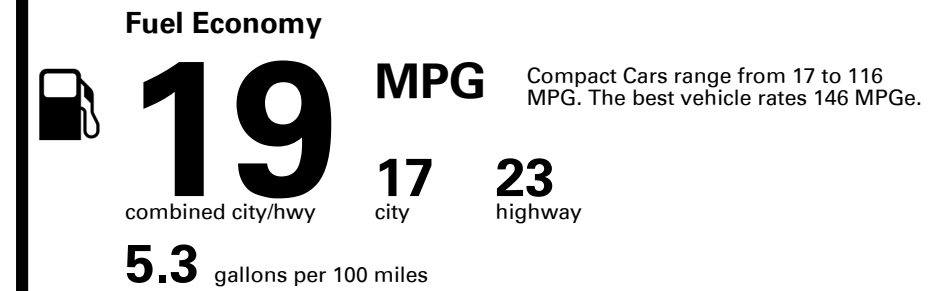 Fuel Economy
19 MPG
Compact Cars range from 17 to 116
MPG. The best vehicle rates 146 MPGe.
17 23
combined city/hwy city highway
5.3 gallons per 100 miles